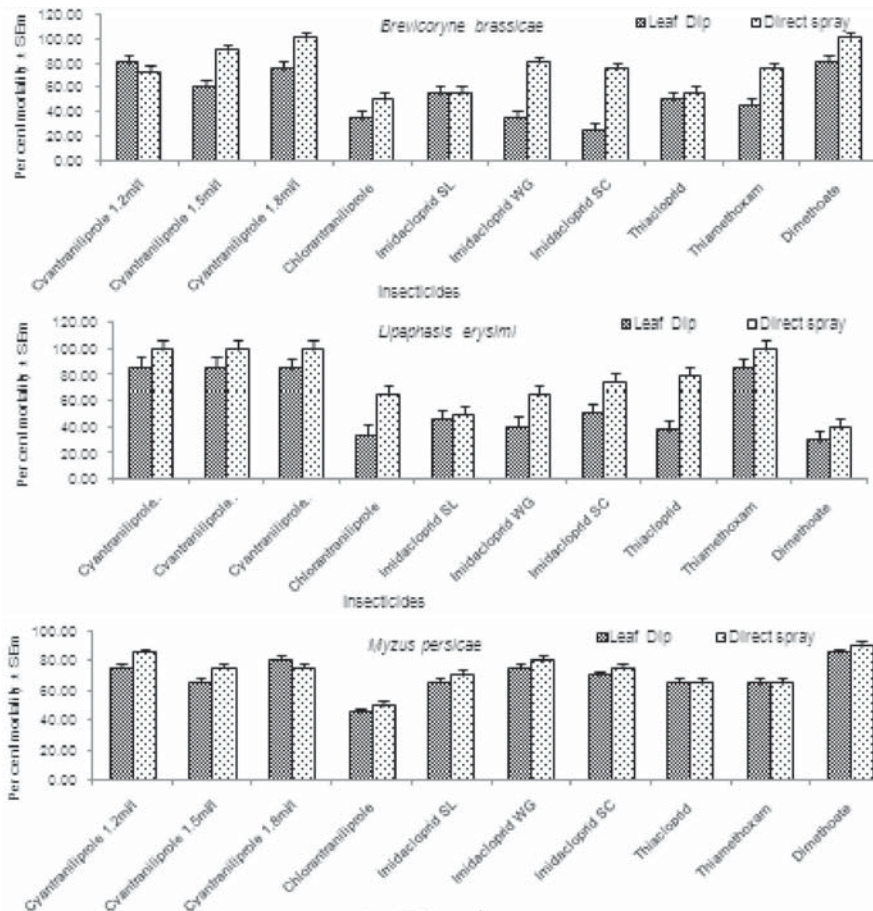 Brevicoryne brassicae
Leaf Dip
Direct spray
Per cent mortality ± SEm
120.00
100.00
80.00
60.00
40.00
20.00
0.00
Cyantraniliprole 1.2ml/l
Cyantraniliprole 1.5ml/l
Cyantraniliprole 1.8ml/l
Chlorantraniliprole
Imidacloprid SL
Imidacloprid WG
Imidacloprid SC
Thiacloprid
Thiamethoxam
Dimethoate
Insecticides
Lipaphasis erysimi
Leaf Dip
Direct spray
Per cent mortality ± SEm
120.00
100.00
80.00
60.00
40.00
20.00
0.00
Cyantraniliprole..
Cyantraniliprole..
Cyantraniliprole..
Chlorantraniliprole
Imidacloprid SL
Imidacloprid WG
Imidacloprid SC
Thiacloprid
Thiamethoxam
Dimethoate
Insecticides
Myzus persicae
Leaf Dip
Direct spray
Per cent mortality ± SEm
100.00
80.00
60.00
40.00
20.00
0.00
Cyantraniliprole 1.2ml/l
Cyantraniliprole 1.5ml/l
Cyantraniliprole 1.8ml/l
Chlorantraniliprole
Imidacloprid SL
Imidacloprid WG
Imidacloprid SC
Thiacloprid
Thiamethoxam
Dimethoate